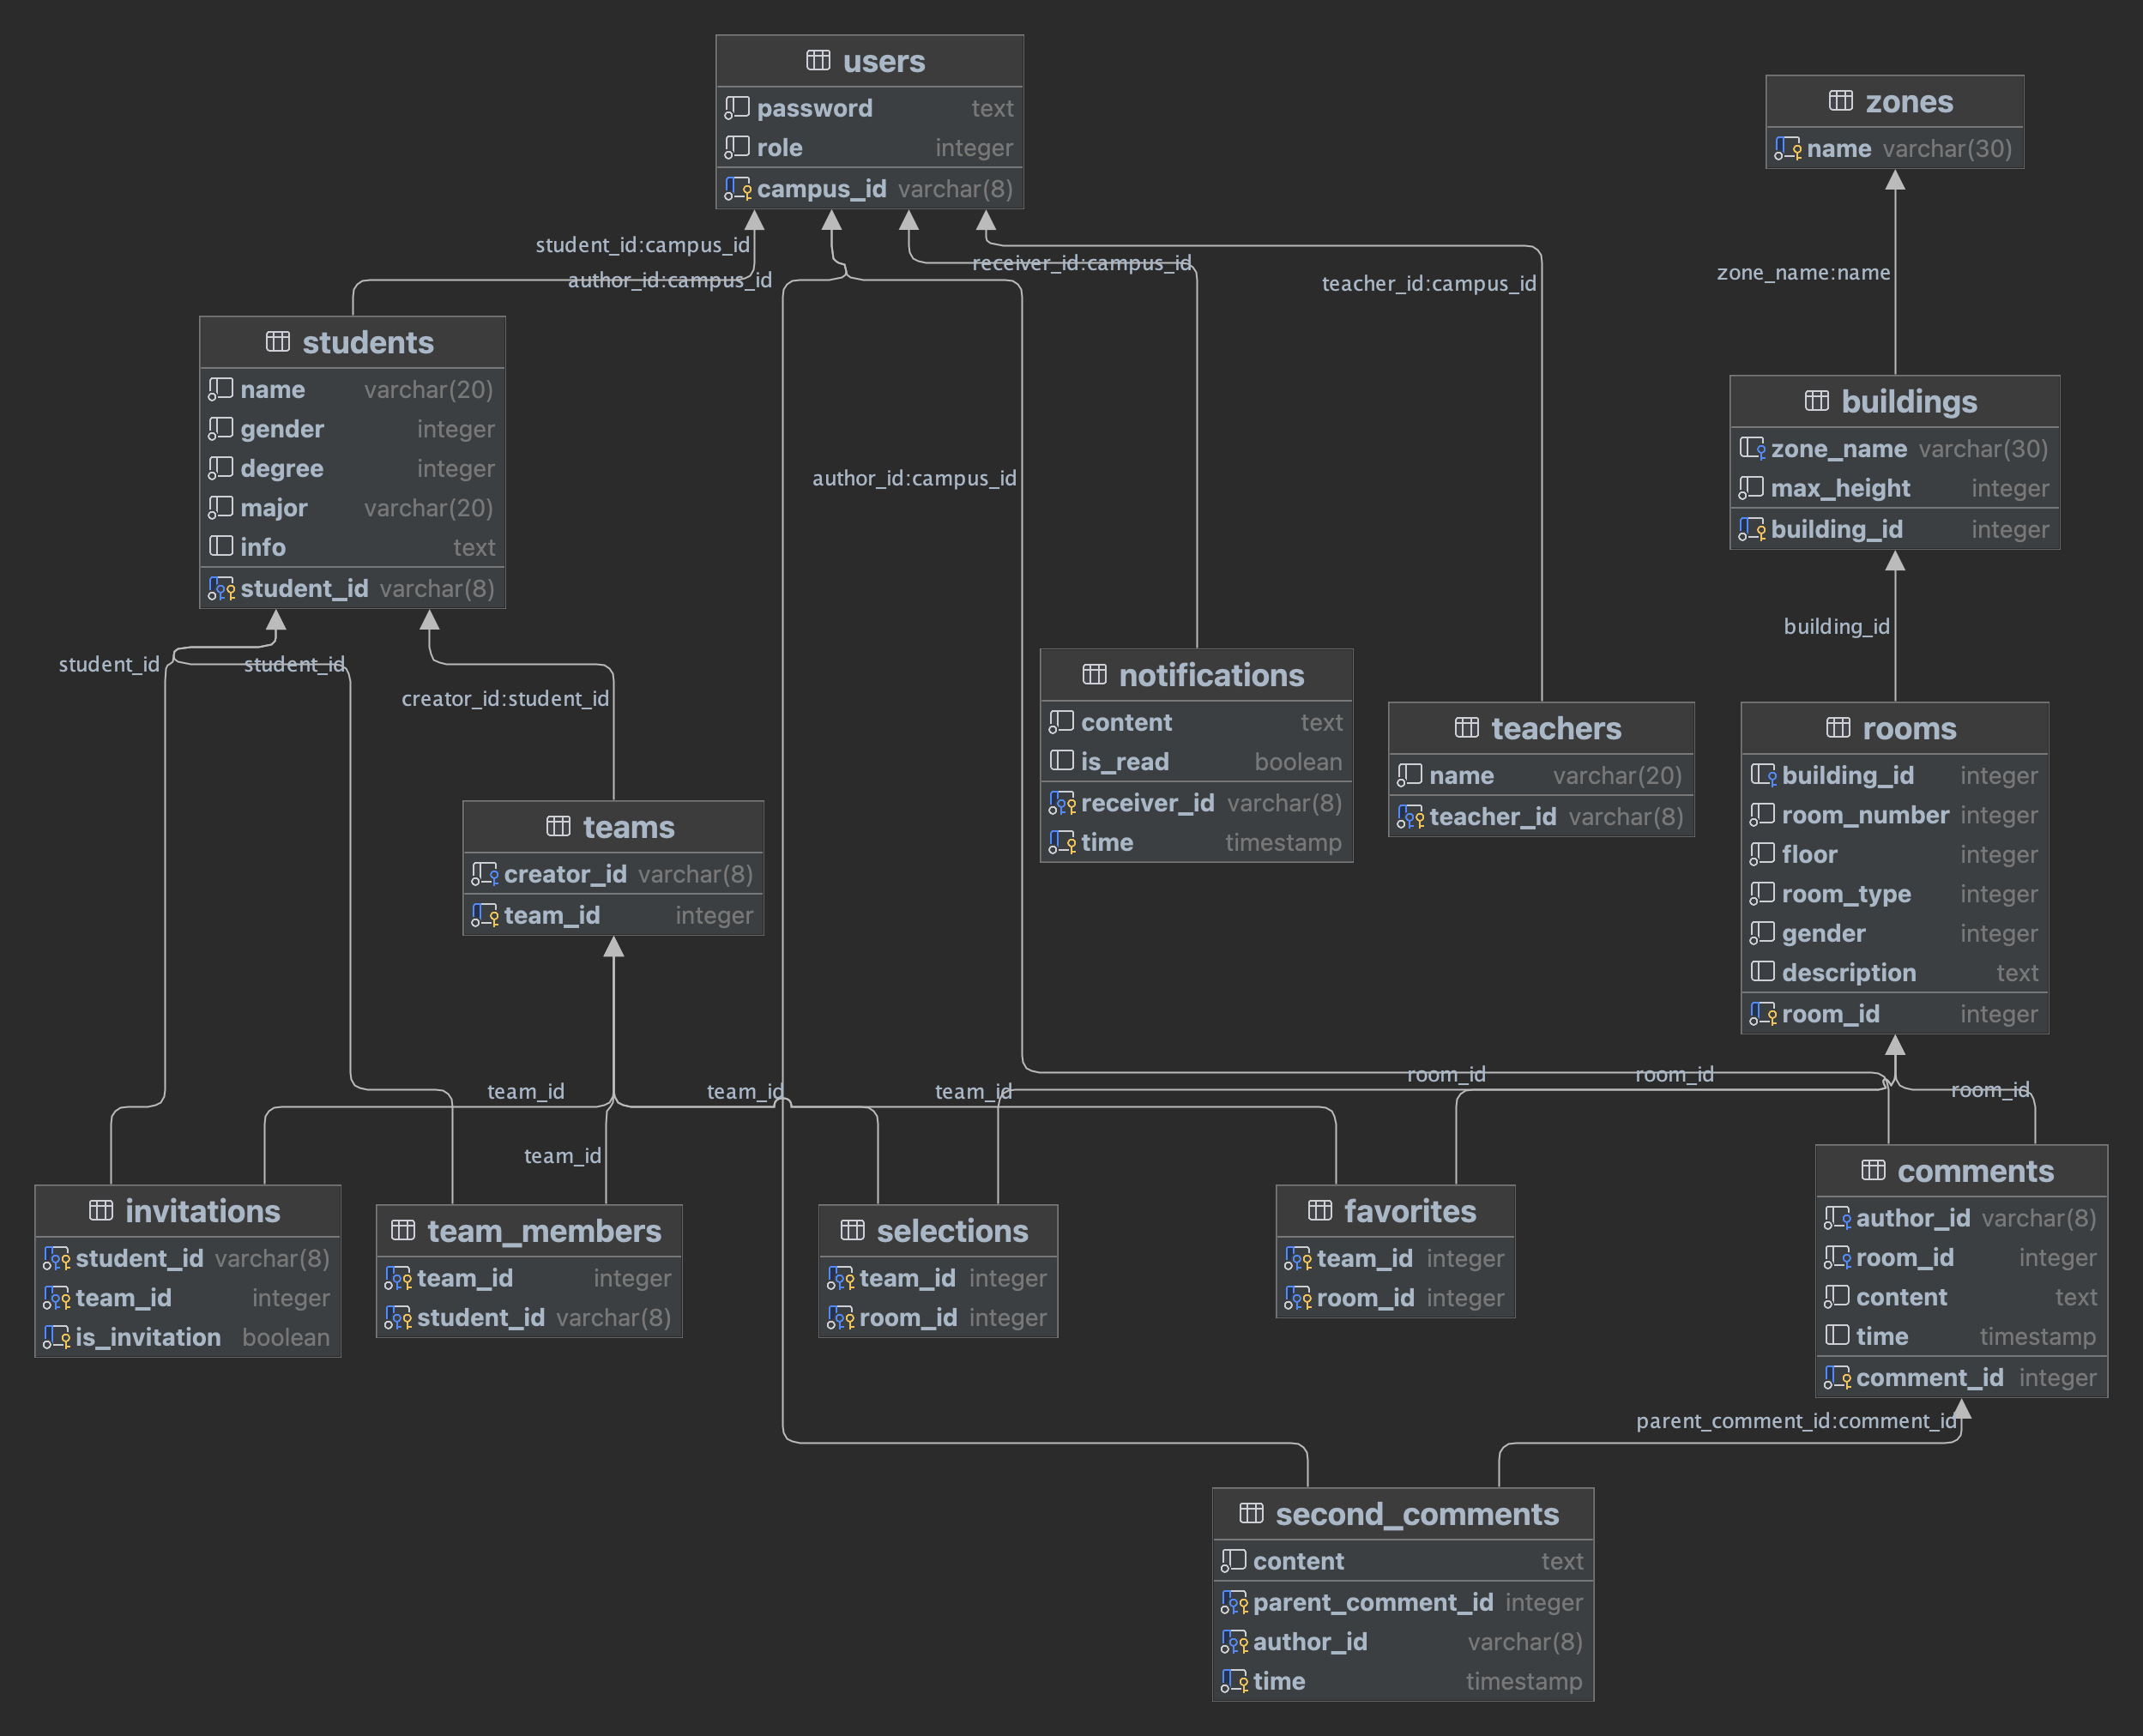 users
password text
role integer
campus_id varchar(8)
zones
name varchar(30)
student_id:campus_id
author_id:campus_id
receiver_id:campus_id
teacher_id:campus_id
zone_name:name
students
name varchar(20)
gender integer
degree integer
major varchar(20)
info text
student_id varchar(8)
buildings
zone_name varchar(30)
max_height integer
building_id integer
author_id:campus_id
building_id
student_id
student_id
creator_id:student_id
notifications
content text
is_read boolean
receiver_id varchar(8)
time timestamp
teachers
name varchar(20)
teacher_id varchar(8)
rooms
building_id integer
room_number integer
floor integer
room_type integer
gender integer
description text
room_id integer
teams
creator_id varchar(8)
team_id integer
team_id
team_id
team_id
room_id
room_id
room_id
team_id
invitations
student_id varchar(8)
team_id integer
is_invitation boolean
team_members
team_id integer
student_id varchar(8)
selections
team_id integer
room_id integer
favorites
team_id integer
room_id integer
comments
author_id varchar(8)
room_id integer
content text
time timestamp
comment_id integer
parent_comment_id:comment_id
second_comments
content text
parent_comment_id integer
author_id varchar(8)
time timestamp